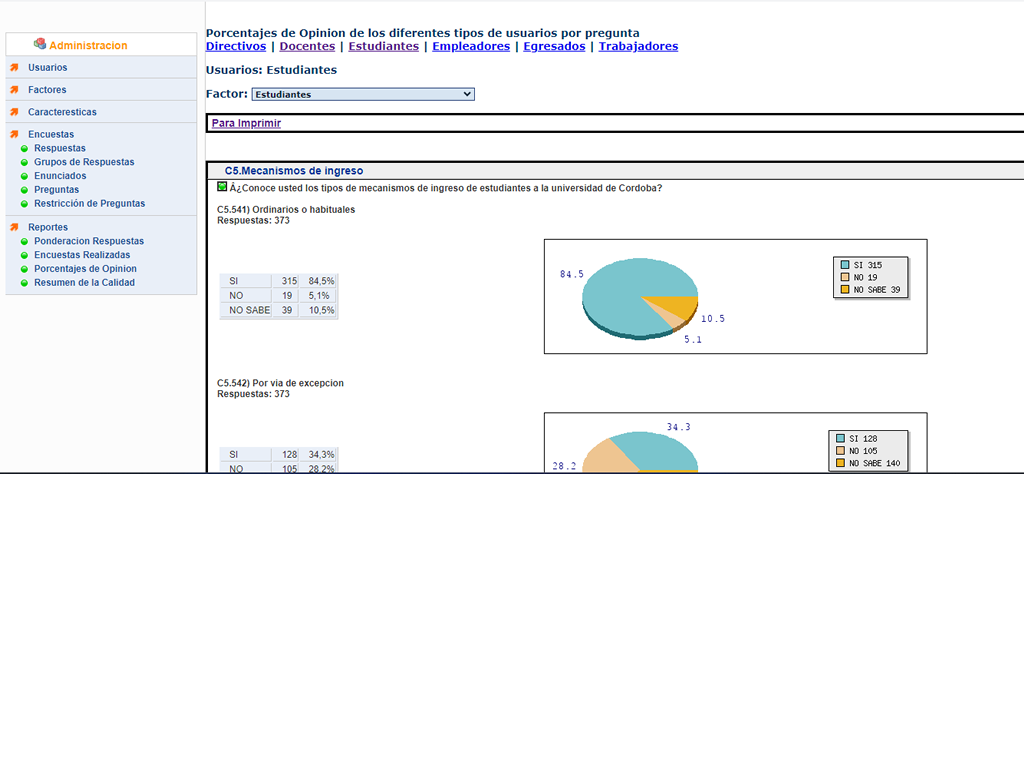 Administracion
Usuarios
Factores
Caracteresticas
Encuestas
Respuestas
Grupos de Respuestas
Enunciados
Preguntas
Restricción de Preguntas
Reportes
Ponderacion Respuestas
Encuestas Realizadas
Porcentajes de Opinion
Resumen de la Calidad
Porcentajes de Opinion de los diferentes tipos de usuarios por pregunta
Directivos | Docentes | Estudiantes | Empleadores | Egresados | Trabajadores
Usuarios: Estudiantes
Factor: Estudiantes
Para Imprimir
C5.Mecanismos de ingreso
Â¿Conoce usted los tipos de mecanismos de ingreso de estudiantes a la universidad de Cordoba?
C5.541) Ordinarios o habituales
Respuestas: 373
SI 315 84,5%
NO 19 5,1%
NO SABE 39 10,5%
84.5
10.5
5.1
SI 315
NO 19
NO SABE 39
C5.542) Por via de excepcion
Respuestas: 373
SI 128 34,3%
NO 105 28,2%
34.3
28.2
SI 128
NO 105
NO SABE 140